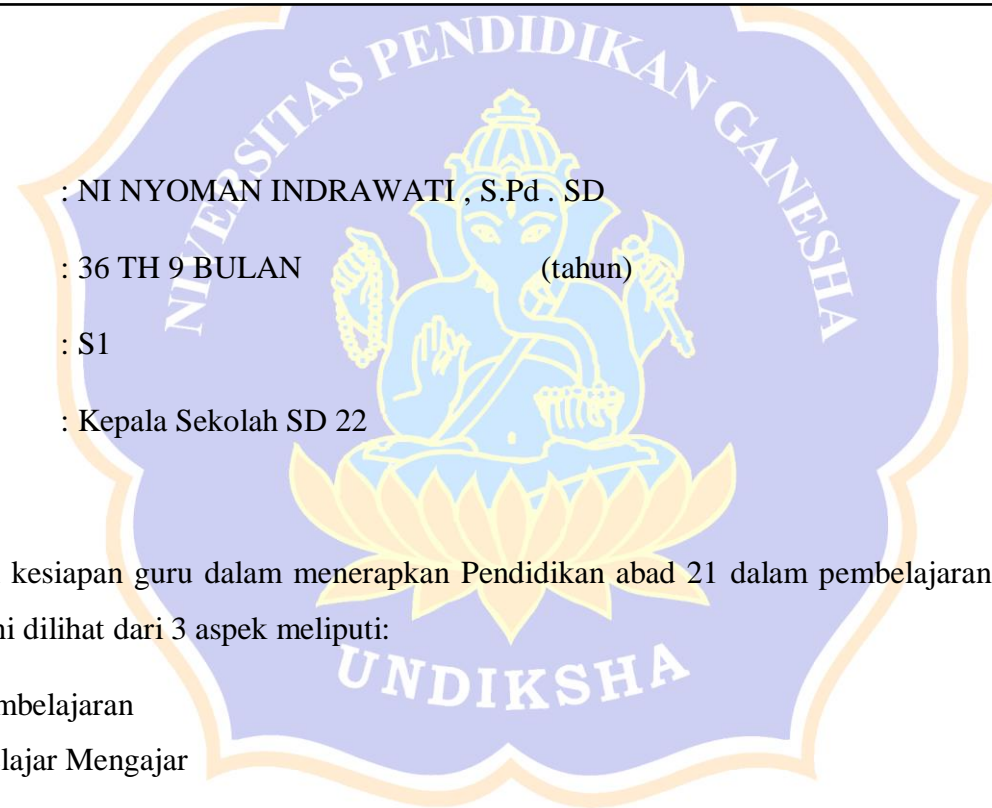 UNIVERSITAS PENDIDIKAN GANESHA
: NI NYOMAN INDRAWATI , S.Pd . SD
: 36 TH 9 BULAN (tahun)
: S1
: Kepala Sekolah SD 22
kesiapan guru dalam menerapkan Pendidikan abad 21 dalam pembelajaran
ni dilihat dari 3 aspek meliputi:
UNDIKSHA
mbelajaran
lajar Mengajar